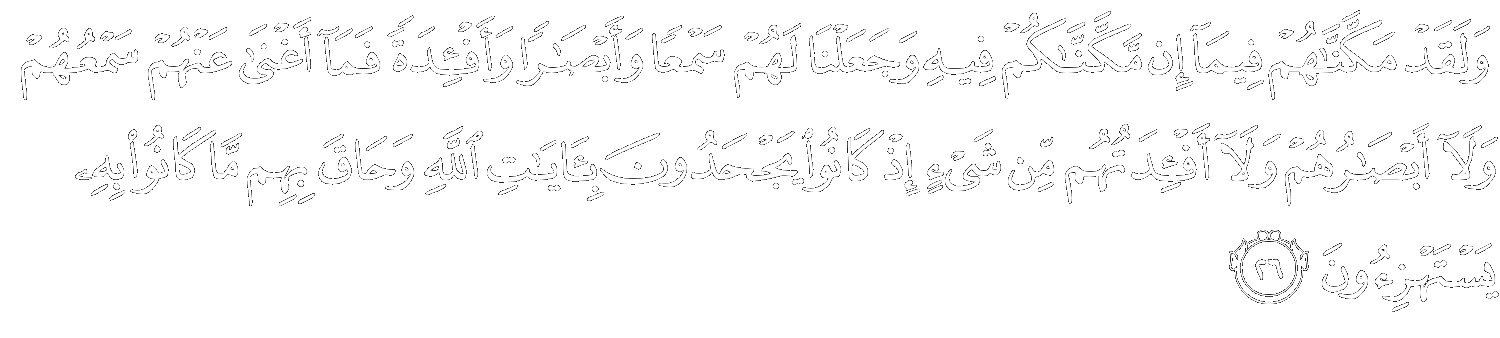 وَلَقَدْ مَكَّنَّٰهُمْ فِيمَآ إِن مَّكَّنَّٰكُمْ فِيهِ وَجَعَلْنَا لَهُمْ سَمْعًا وَأَبْصَٰرًا وَأَفْـِٔدَةً فَمَآ أَغْنَىٰ عَنْهُمْ سَمْعُهُمْ
وَلَآ أَبْصَٰرُهُمْ وَلَآ أَفْـِٔدَتُهُم مِّن شَىْءٍ إِذْ كَانُوا۟ يَجْحَدُونَ بِـَٔايَٰتِ ٱللَّهِ وَحَاقَ بِهِم مَّا كَانُوا۟ بِهِۦ
يَسْتَهْزِءُونَ ٢٦